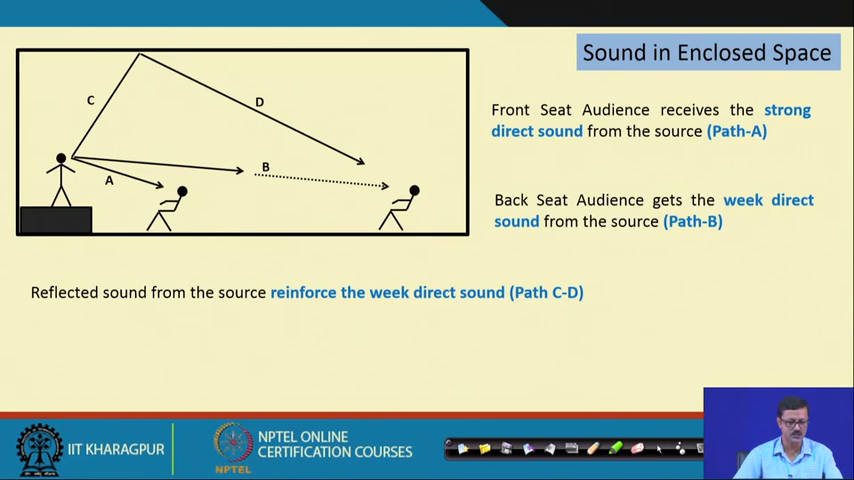 Sound in Enclosed Space
C
D
A
B
Front Seat Audience receives the strong
direct sound from the source (Path-A)
Back Seat Audience gets the week direct
sound from the source (Path-B)
Reflected sound from the source reinforce the week direct sound (Path C-D)
IIT KHARAGPUR
NPTEL
NPTEL ONLINE
CERTIFICATION COURSES